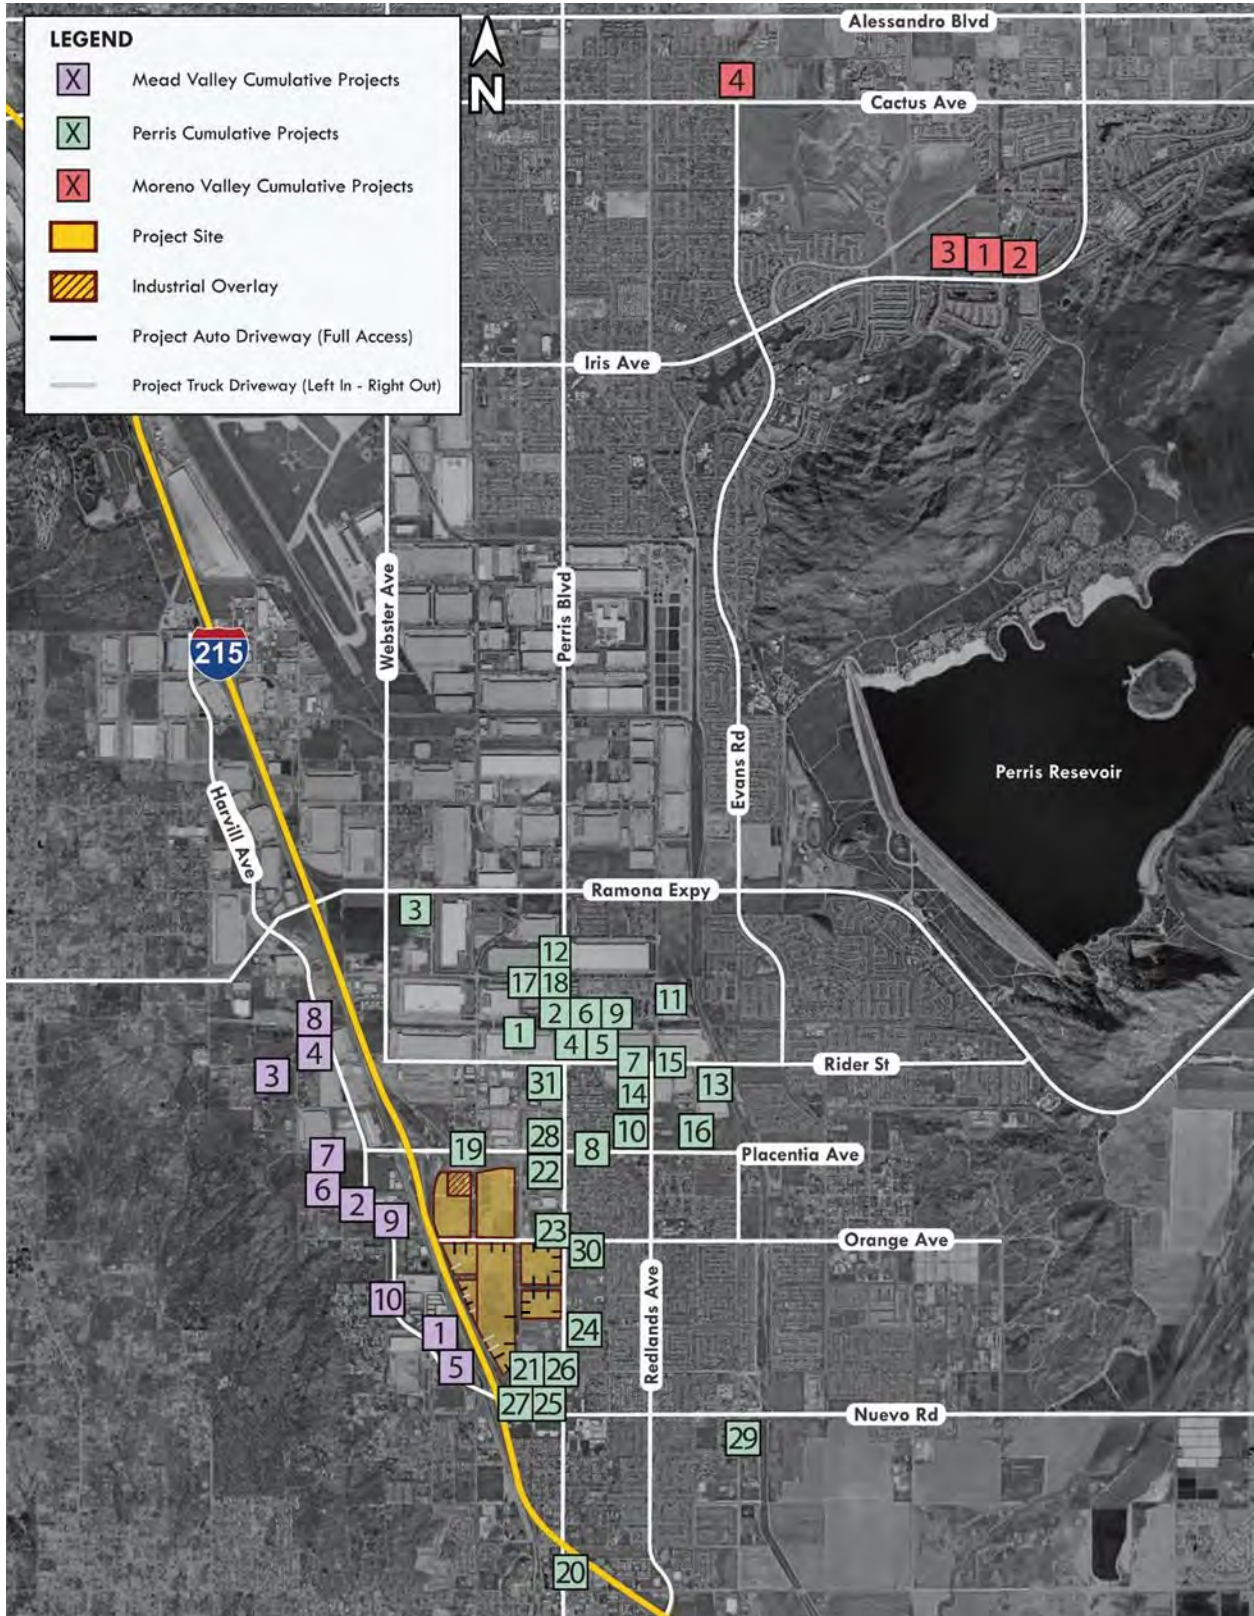 LEGEND
X Mead Valley Cumulative Projects
X Perris Cumulative Projects
X Moreno Valley Cumulative Projects
Project Site
Industrial Overlay
Project Auto Driveway (Full Access)
Project Truck Driveway (Left In - Right Out)
N
Alessandro Blvd
4
Cactus Ave
3 1 2
Iris Ave
Webster Ave
Perris Blvd
215
Evans Rd
Perris Resevoir
Harvill Ave
Ramona Expy
3
12
17 18
11
2 6 9
8
1
4 5
4
7 15
Rider St
3
31
13
14
28
10
16
19
8
7
Placentia Ave
22
6
2
9
23
Orange Ave
30
10
Redlands Ave
24
1
5
21 26
27 25
Nuevo Rd
29
20